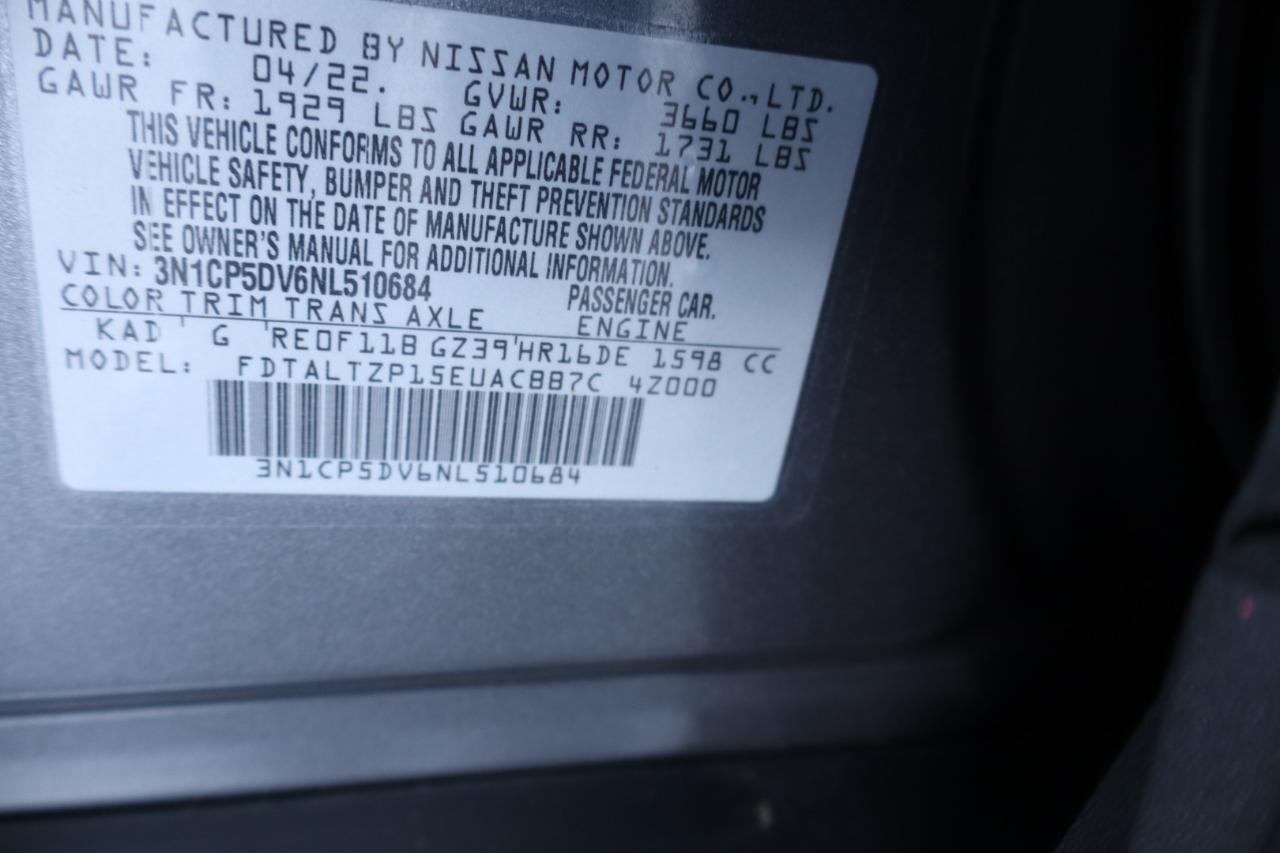 MANUFACTURED BY NISSAN MOTOR CO.,LTD.
DATE: 04/22. GVWR: 3660 LBS
GAWR FR: 1929 LBS GAWR RR: 1731 LBS
THIS VEHICLE CONFORMS TO ALL APPLICABLE FEDERAL MOTOR
VEHICLE SAFETY, BUMPER AND THEFT PREVENTION STANDARDS
IN EFFECT ON THE DATE OF MANUFACTURE SHOWN ABOVE.
SEE OWNER'S MANUAL FOR ADDITIONAL INFORMATION.
VIN: 3N1CP5DV6NL510684 PASSENGER CAR.
COLOR TRIM TRANS AXLE ENGINE
KAD ' G 'RE0F11B GZ39'HR16DE 1598 CC
MODEL: FDTALTZP15EUACBB7C 4Z000
3N1CP5DV6NL510684